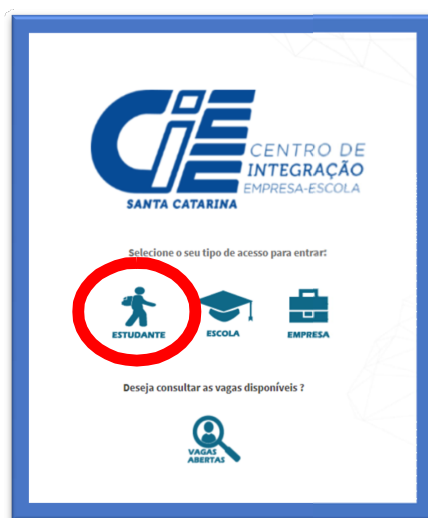 CIEE
CENTRO DE
INTEGRAÇÃO
EMPRESA-ESCOLA
SANTA CATARINA
Selecione o seu tipo de acesso para entrar:
ESTUDANTE
ESCOLA
EMPRESA
Deseja consultar as vagas disponíveis ?
VAGAS
ABERTAS